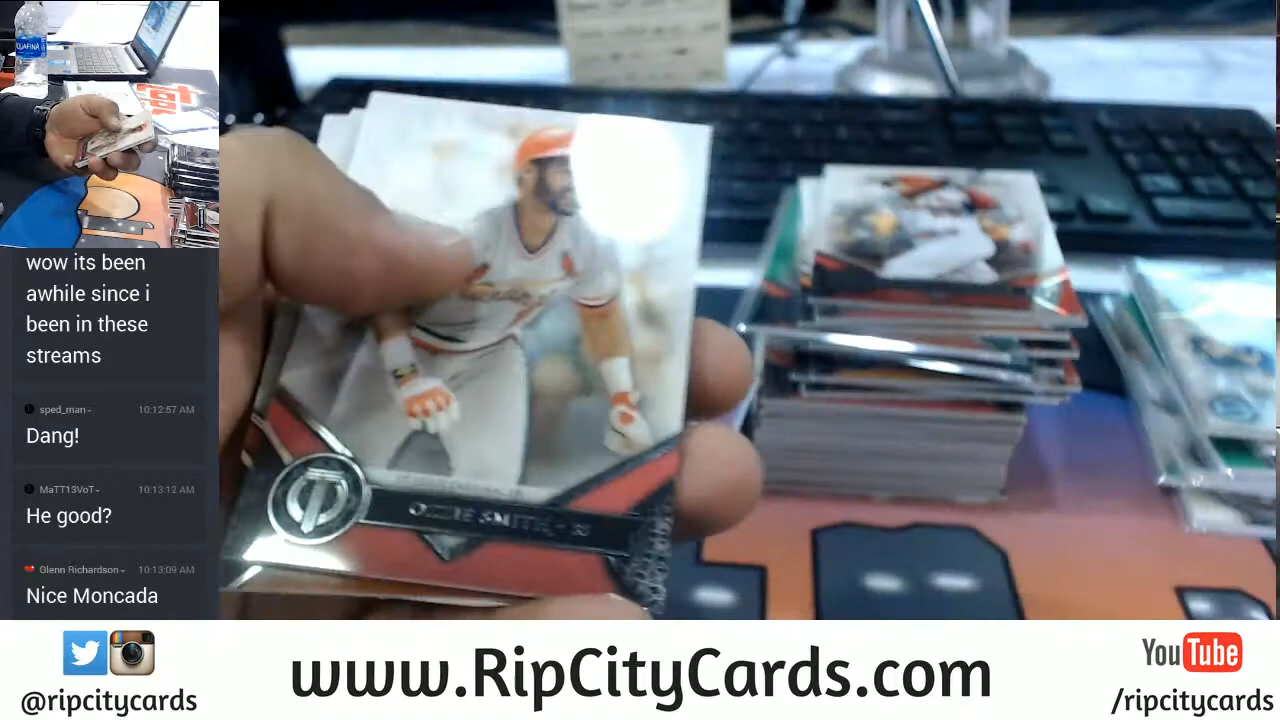 AQUAFINA
wow its been
awhile since i
been in these
streams
sped_man
10:12:57 AM
Dang!
MaTT13VoT
10:13:12 AM
He good?
Glenn Richardson
10:13:09 AM
Nice Moncada
OZZIE SMITH
@ripcitycards
www.RipCityCards.com
YouTube
/ripcitycards